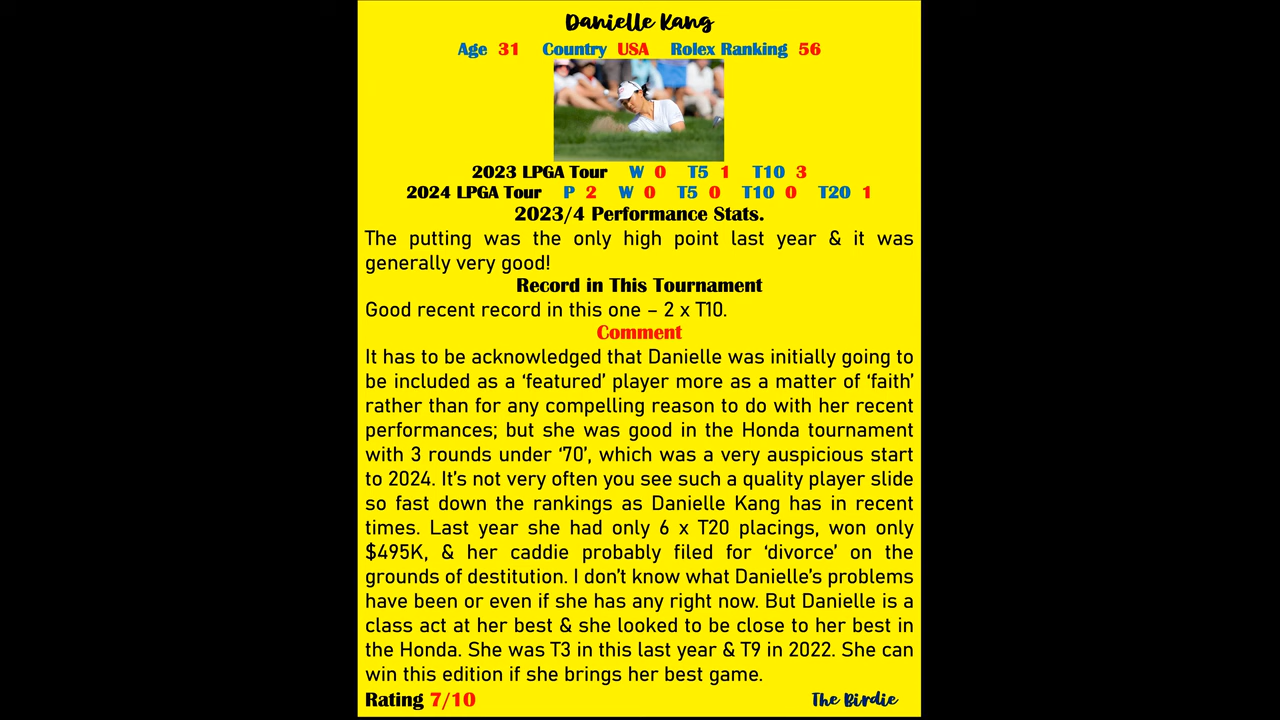 Danielle Kang
Age 31 Country USA Rolex Ranking 56
2023 LPGA Tour W 0 T5 1 T10 3
2024 LPGA Tour P 2 W 0 T5 0 T10 0 T20 1
2023/4 Performance Stats.
The putting was the only high point last year & it was
generally very good!
Record in This Tournament
Good recent record in this one – 2 x T10.
Comment
It has to be acknowledged that Danielle was initially going to
be included as a ‘featured’ player more as a matter of ‘faith’
rather than for any compelling reason to do with her recent
performances; but she was good in the Honda tournament
with 3 rounds under ‘70’, which was a very auspicious start
to 2024. It’s not very often you see such a quality player slide
so fast down the rankings as Danielle Kang has in recent
times. Last year she had only 6 x T20 placings, won only
$495K, & her caddie probably filed for ‘divorce’ on the
grounds of destitution. I don’t know what Danielle’s problems
have been or even if she has any right now. But Danielle is a
class act at her best & she looked to be close to her best in
the Honda. She was T3 in this last year & T9 in 2022. She can
win this edition if she brings her best game.
Rating 7/10 The Birdie